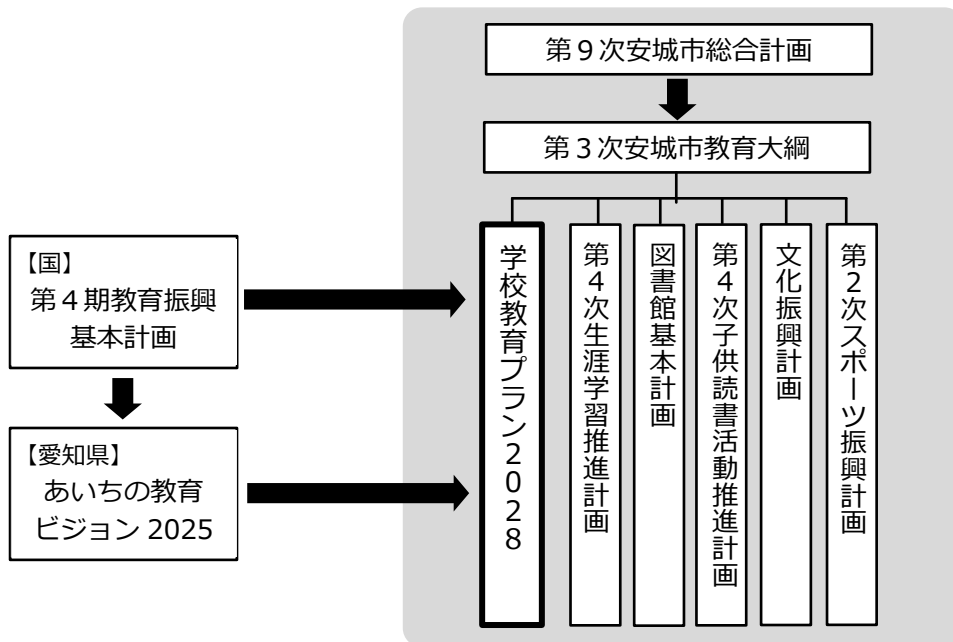 第9次安城市総合計画
第3次安城市教育大綱
【国】
第4期教育振興
基本計画
【愛知県】
あいちの教育
ビジョン 2025
学校教育プラン2028
第4次生涯学習推進計画
図書館基本計画
第4次子供読書活動推進計画
文化振興計画
第2次スポーツ振興計画